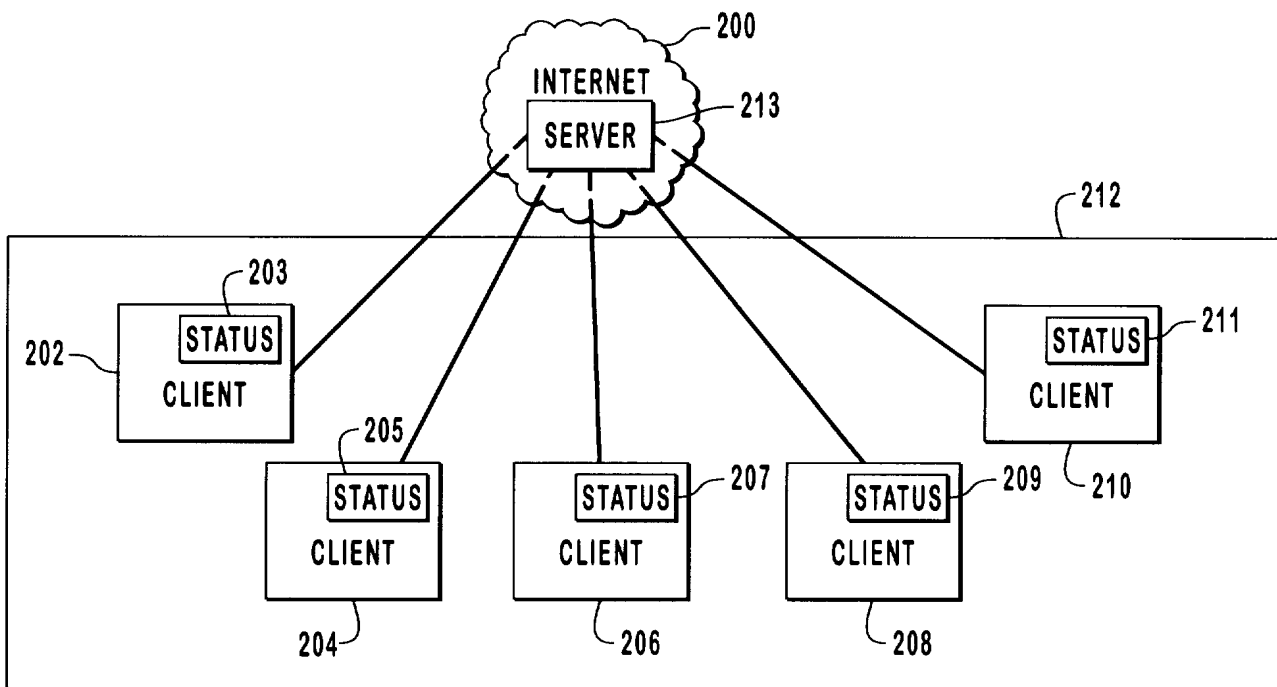 200
INTERNET
213
SERVER
212
203
STATUS
202
CLIENT
STATUS
211
CLIENT
210
205
STATUS
CLIENT
204
STATUS
207
CLIENT
206
STATUS
209
CLIENT
208